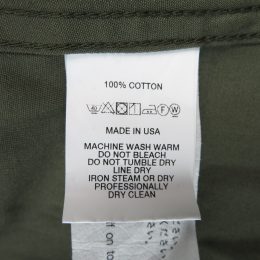 100% COTTON
40 F W
MADE IN USA
MACHINE WASH WARM
DO NOT BLEACH
DO NOT TUMBLE DRY
LINE DRY
IRON STEAM OR DRY
PROFESSIONALLY
DRY CLEAN